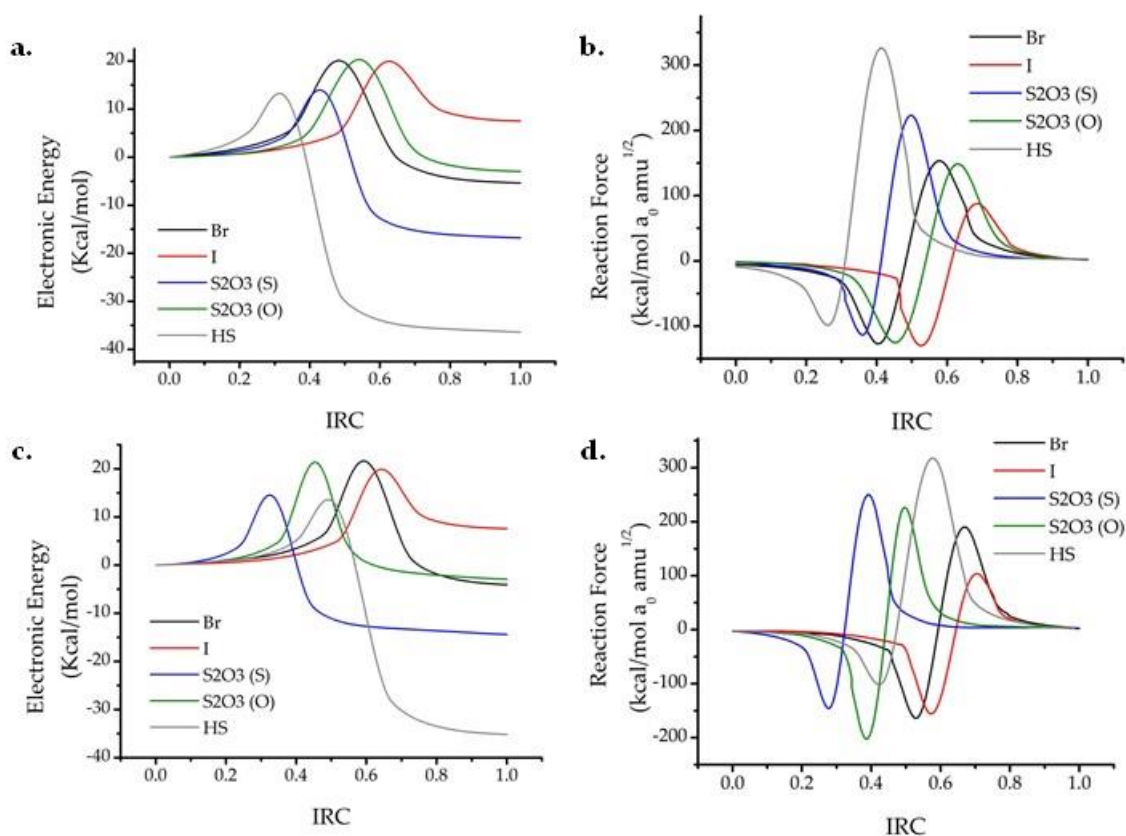 a.
20
10
0
-10
-20
-30
-40
Electronic Energy
(Kcal/mol)
Br
I
S2O3 (S)
S2O3 (O)
HS
0.0 0.2 0.4 0.6 0.8 1.0
IRC
b.
300
200
100
0
-100
Reaction Force
(kcal/mol a₀ amu^1/2)
Br
I
S2O3 (S)
S2O3 (O)
HS
0.0 0.2 0.4 0.6 0.8 1.0
IRC
c.
20
10
0
-10
-20
-30
-40
Electronic Energy
(Kcal/mol)
Br
I
S2O3 (S)
S2O3 (O)
HS
0.0 0.2 0.4 0.6 0.8 1.0
IRC
d.
300
200
100
0
-100
-200
Reaction Force
(kcal/mol a₀ amu^1/2)
Br
I
S2O3 (S)
S2O3 (O)
HS
0.0 0.2 0.4 0.6 0.8 1.0
IRC